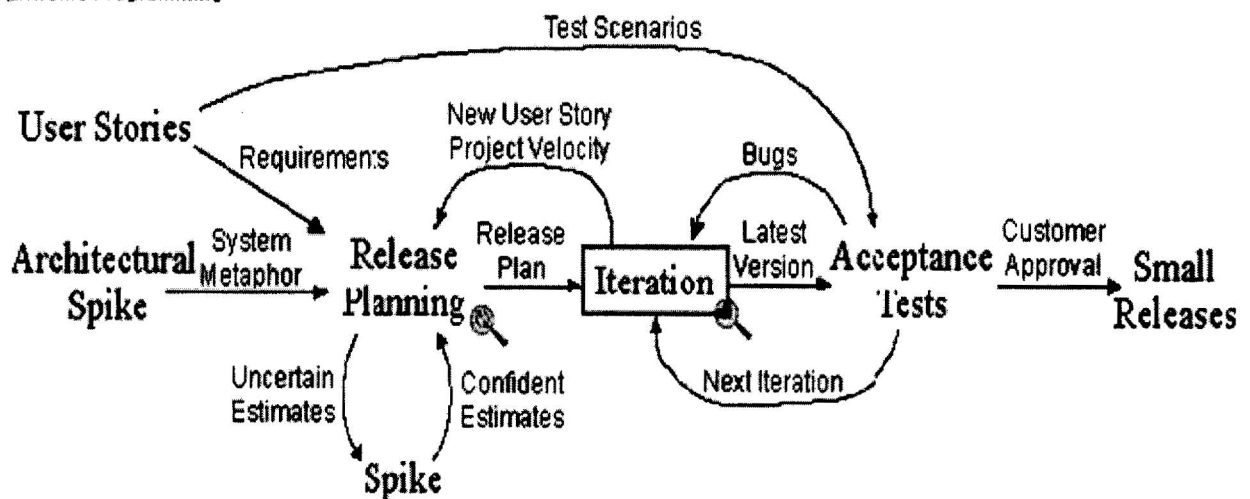 Test Scenarios
User Stories
New User Story
Project Velocity
Bugs
Requirements
Architectural
Spike
System
Metaphor
Release
Planning
Release
Plan
Iteration
Latest
Version
Acceptance
Tests
Customer
Approval
Small
Releases
Uncertain
Estimates
Confident
Estimates
Next Iteration
Spike